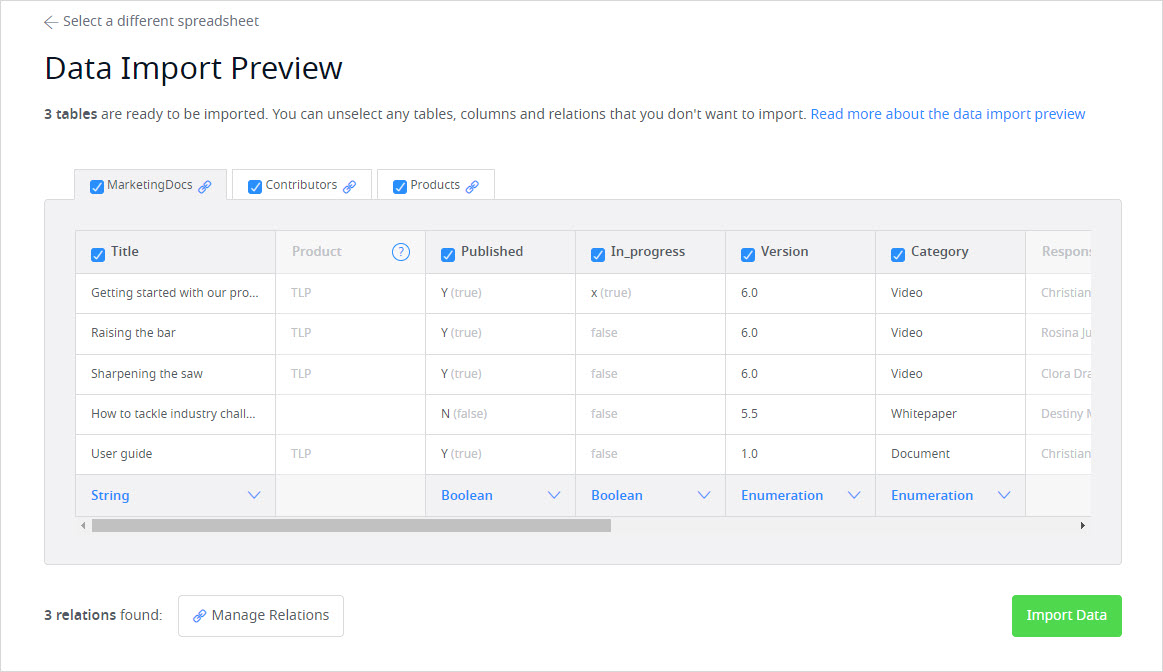 Select a different spreadsheet
Data Import Preview
3 tables are ready to be imported. You can unselect any tables, columns and relations that you don't want to import. Read more about the data import preview
MarketingDocs Contributors Products
Title Product ? Published In_progress Version Category Respons
Getting started with our pro... TLP Y (true) x (true) 6.0 Video Christian
Raising the bar TLP Y (true) false 6.0 Video Rosina Ju
Sharpening the saw TLP Y (true) false 6.0 Video Clora Dra
How to tackle industry chall... N (false) false 5.5 Whitepaper Destiny
User guide TLP Y (true) false 1.0 Document Christian
String Boolean Boolean Enumeration Enumeration
3 relations found: Manage Relations Import Data